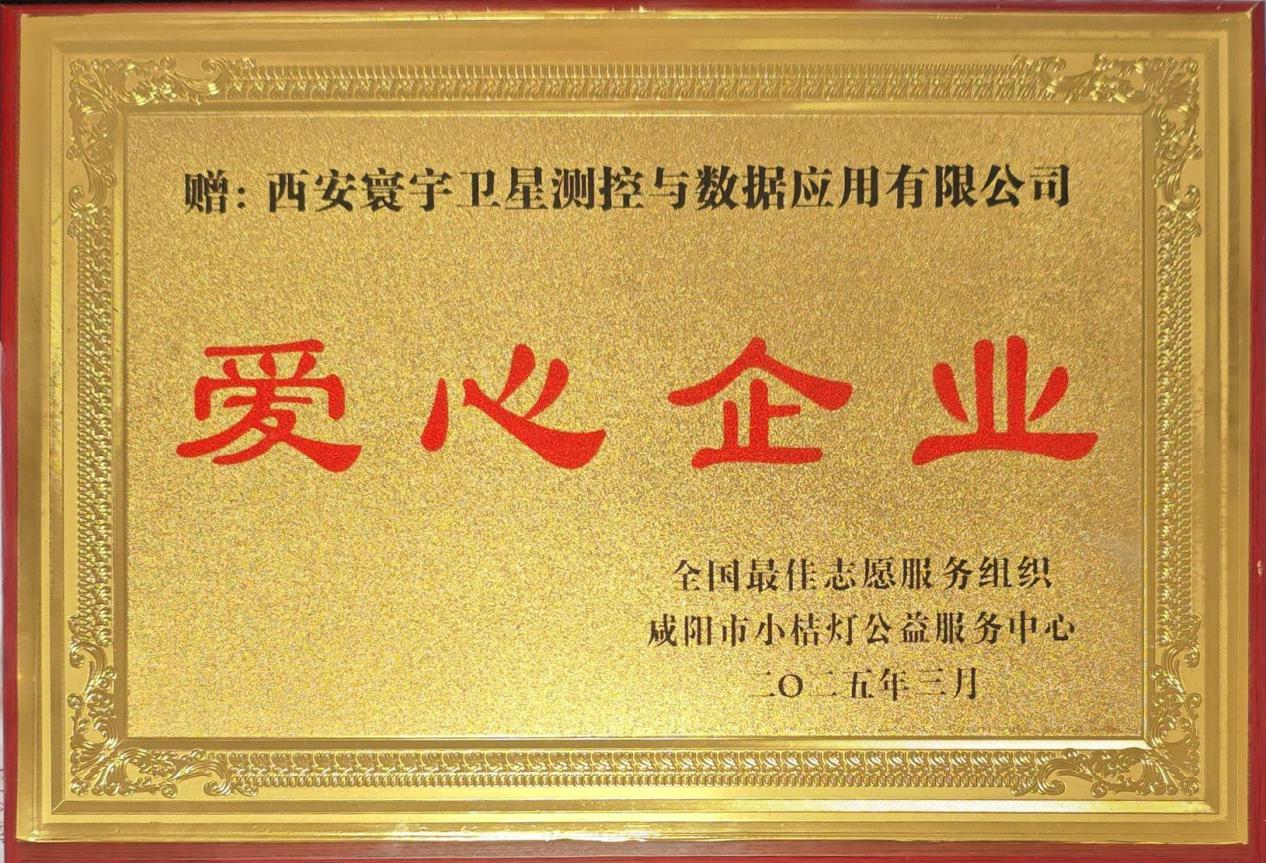 赠：西安寰宇卫星测控与数据应用有限公司
爱心企业
全国最佳志愿服务组织
咸阳市小桔灯公益服务中心
二〇二五年三月